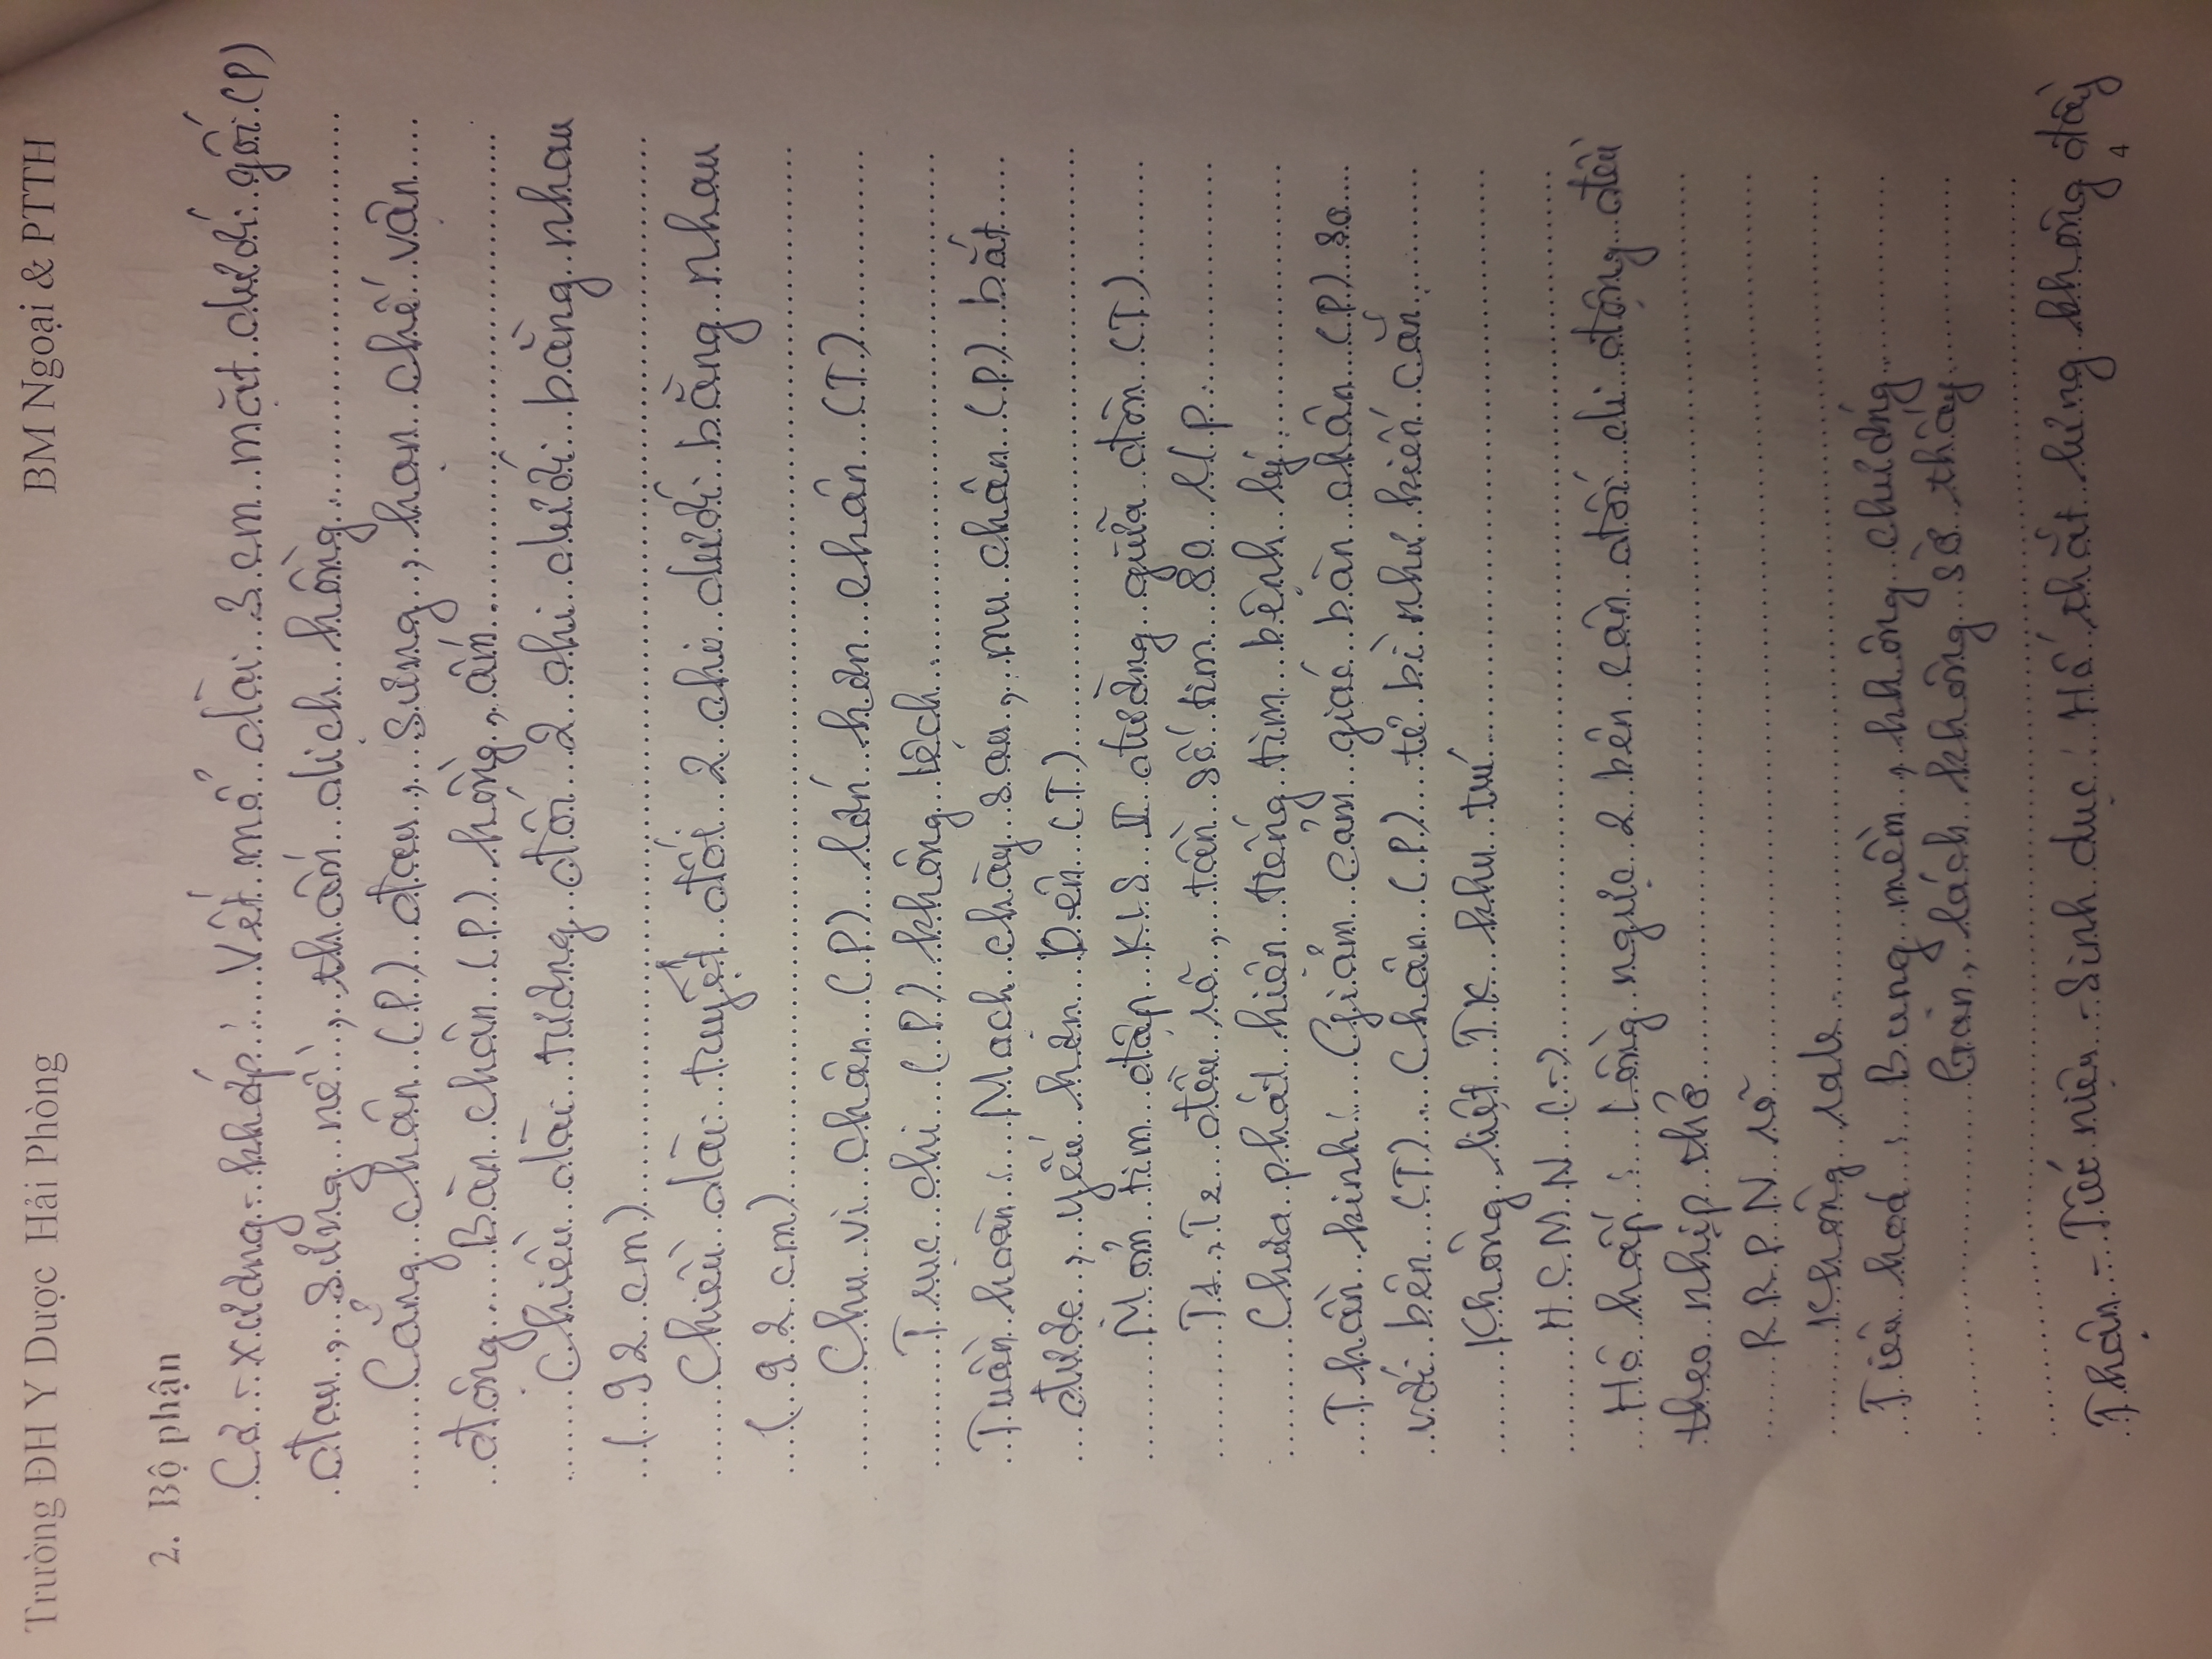 Trường ĐH Y Dược Hải Phòng BM Ngoại & PTTH
2. Bộ phận
Cơ - xương - khớp : Vết mổ dài 3 cm mặt dưới gối (P)
đau, sưng nề, thấm dịch hồng
Cẳng chân (P) đau, sưng, hạn chế vận
động Bàn chân (P) hồng, ấm
Chiều dài tương đối 2 chi dưới bằng nhau
( 92 cm)
Chiều dài tuyệt đối 2 chi dưới bằng nhau
( 92 cm)
Chu vi chân (P) lớn hơn chân (T)
Trục chi (P) không lệch
Tuần hoàn : Mạch chày sau, mu chân (P) bắt
được, yếu hơn bên (T)
Mỏm tim đập KLS V đường giữa đòn (T)
T1, T2 đều rõ, tần số tim 80 l/p
Chưa phát hiện tiếng tim bệnh lý
Thần kinh : Giảm cảm giác bàn chân (P) so
với bên (T). Chân (P) tê bì như kiến cắn
Không liệt TK khu trú
HCMN (-)
Hô hấp : Lồng ngực 2 bên cân đối di động đều
theo nhịp thở
RRPN rõ
Không rale
Tiêu hoá : Bụng mềm, không chướng
Gan, lách không sờ thấy
Thận - Tiết niệu - Sinh dục : Hố thắt lưng không đầy
4